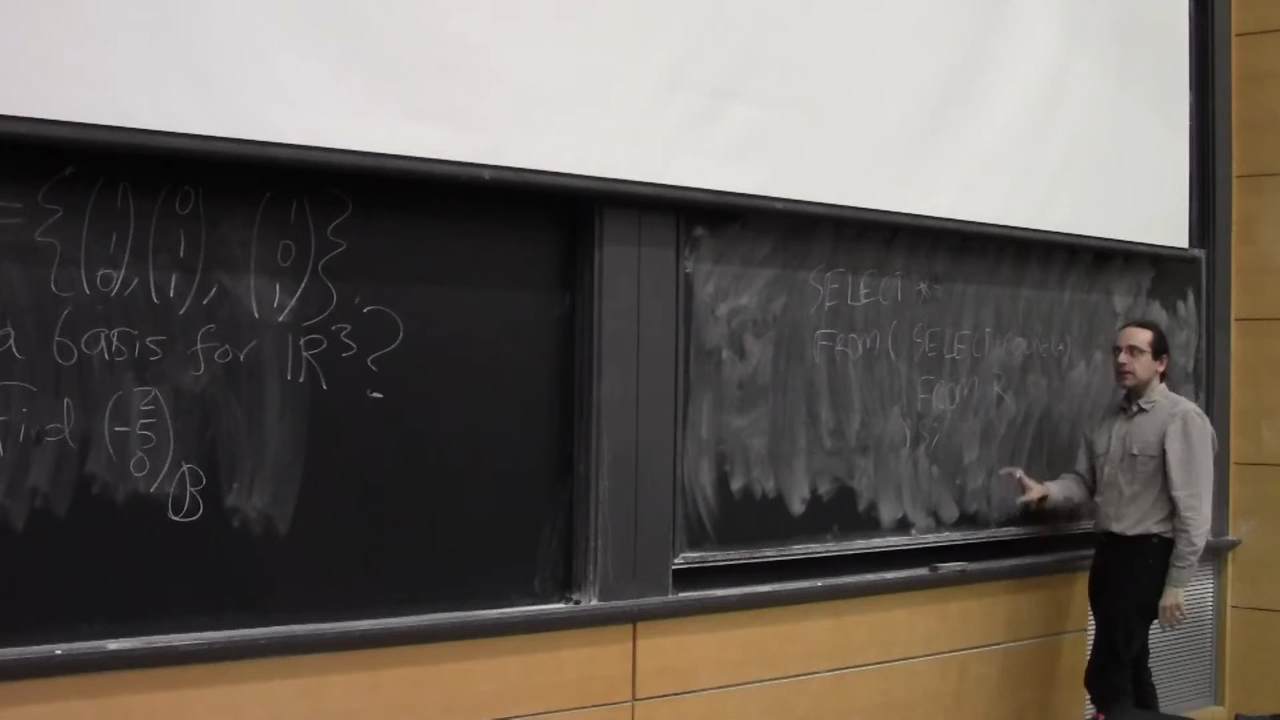 = {(1 1 0), (0 1 1), (1 0 1)}
a basis for ℝ³?
Find (2 -5 0)B
SELECT *
FROM ( SELECT
FROM R